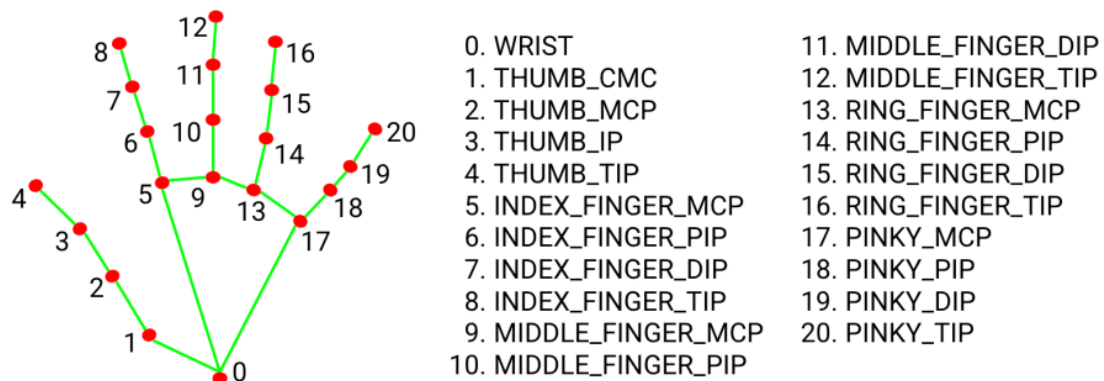 12
8
16
11
7
15
20
10
6
14
19
4
5
9
13
18
3
17
2
1
0
0. WRIST
1. THUMB_CMC
2. THUMB_MCP
3. THUMB_IP
4. THUMB_TIP
5. INDEX_FINGER_MCP
6. INDEX_FINGER_PIP
7. INDEX_FINGER_DIP
8. INDEX_FINGER_TIP
9. MIDDLE_FINGER_MCP
10. MIDDLE_FINGER_PIP
11. MIDDLE_FINGER_DIP
12. MIDDLE_FINGER_TIP
13. RING_FINGER_MCP
14. RING_FINGER_PIP
15. RING_FINGER_DIP
16. RING_FINGER_TIP
17. PINKY_MCP
18. PINKY_PIP
19. PINKY_DIP
20. PINKY_TIP